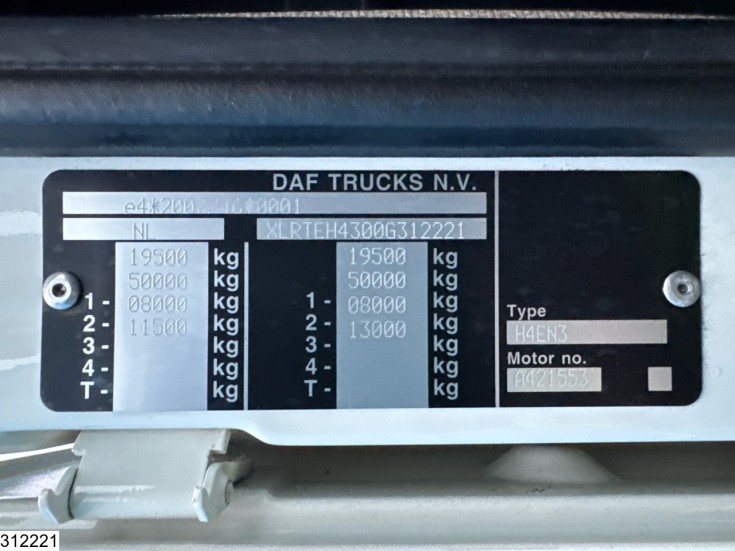 DAF TRUCKS N.V.
NL XLRTEH4300G312221
19500 kg 19500 kg
50000 kg 50000 kg
1- 08000 kg 1- 08000 kg
2- 11500 kg 2- 13000 kg
3- kg 3- kg
4- kg 4- kg
T- kg T- kg
Type
H4EN3
Motor no.
A421553
312221